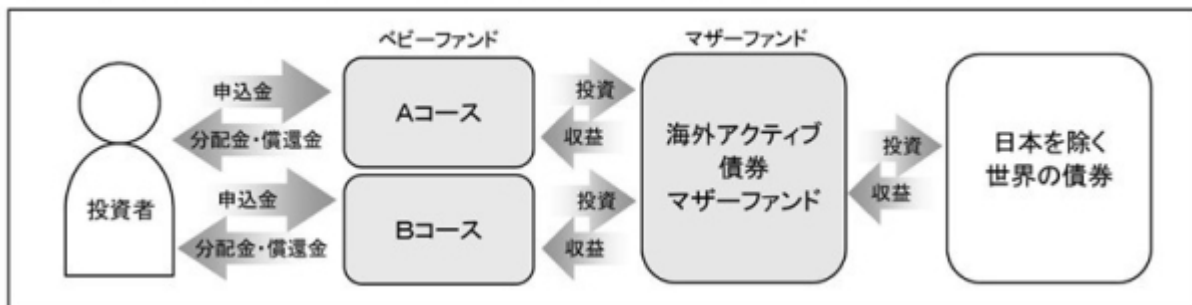 ベビーファンド
マザーファンド
申込金
分配金・償還金
Aコース
投資
収益
投資者
申込金
分配金・償還金
Bコース
投資
収益
海外アクティブ
債券
マザーファンド
投資
収益
日本を除く
世界の債券